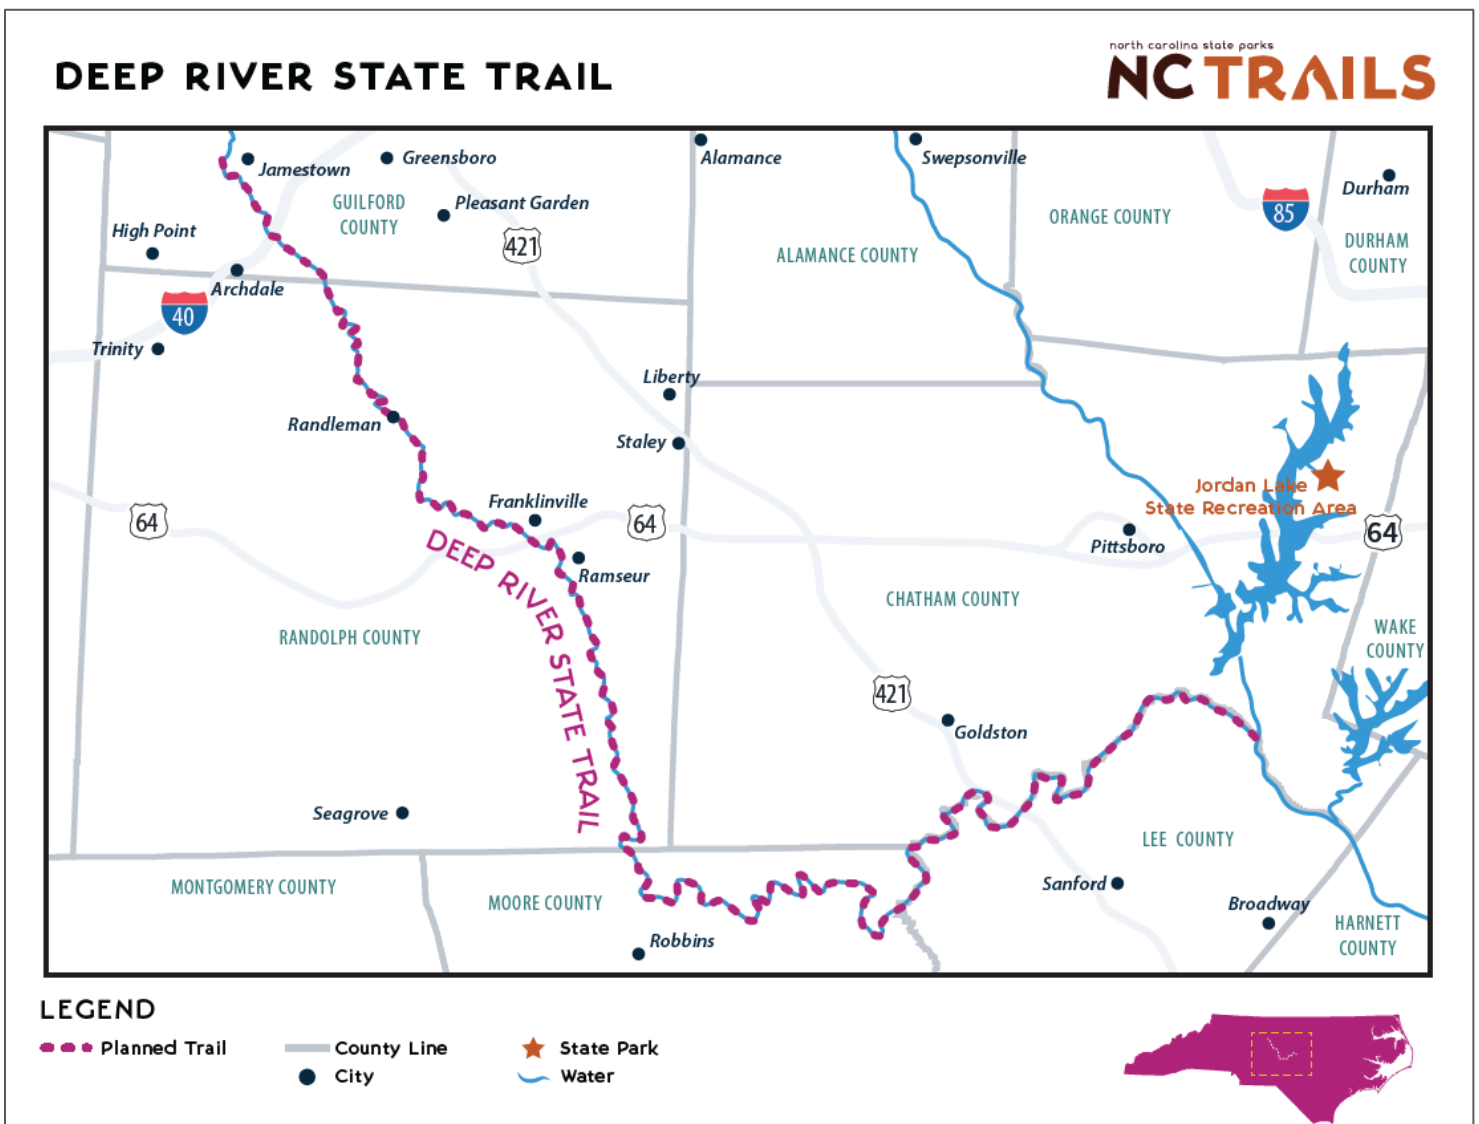 north carolina state parks
DEEP RIVER STATE TRAIL
NC TRAILS
Jamestown
Greensboro
Alamance
Swepsonville
Durham
GUILFORD
COUNTY
Pleasant Garden
ORANGE COUNTY
85
High Point
421
ALAMANCE COUNTY
DURHAM
COUNTY
Archdale
40
Trinity
Liberty
Randleman
Staley
Jordan Lake
State Recreation Area
Franklinville
64
64
64
Pittsboro
DEEP RIVER STATE TRAIL
Ramseur
CHATHAM COUNTY
RANDOLPH COUNTY
WAKE
COUNTY
421
Goldston
Seagrove
LEE COUNTY
MONTGOMERY COUNTY
MOORE COUNTY
Sanford
Broadway
Robbins
HARNETT
COUNTY
LEGEND
Planned Trail
County Line
State Park
City
Water